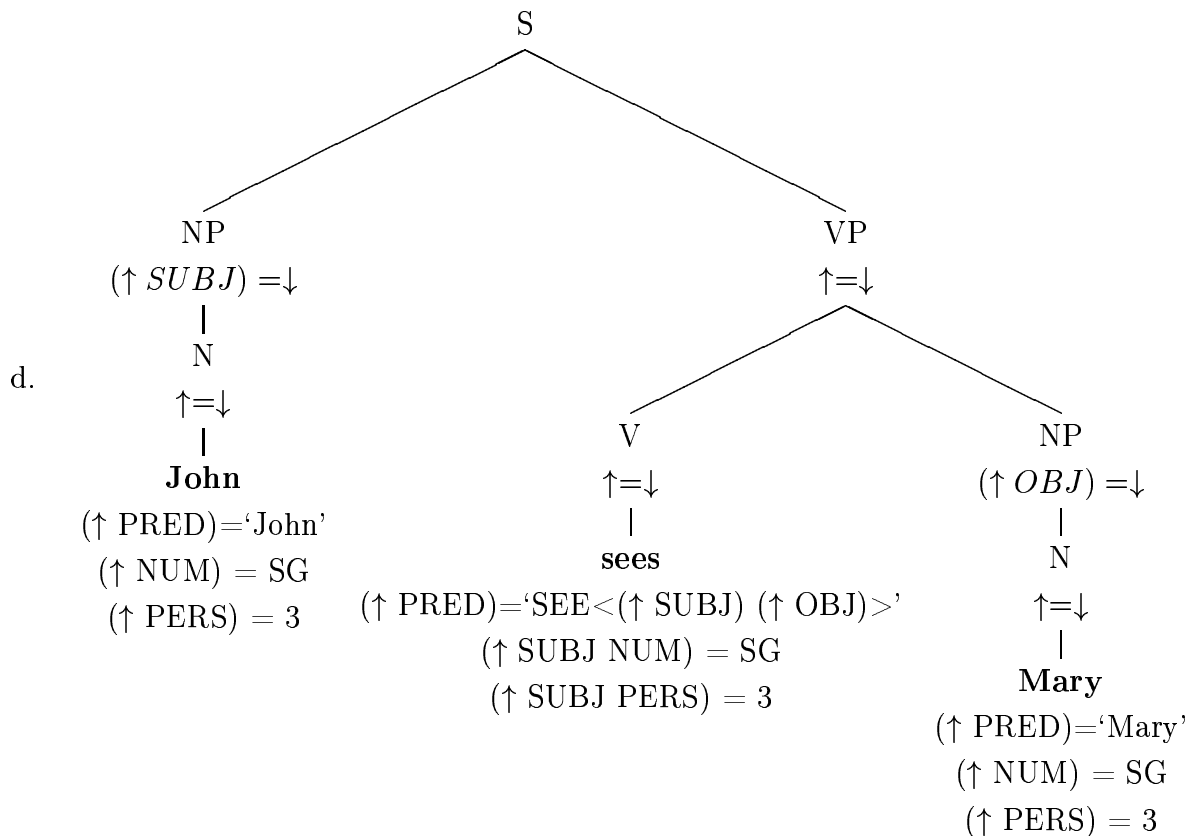 S
NP VP
(↑ SUBJ) =↓ ↑=↓
N
d.
↑=↓
V NP
John
↑=↓ (↑ OBJ) =↓
(↑ PRED)=‘John’
sees N
(↑ NUM) = SG
(↑ PRED)=‘SEE<(↑ SUBJ) (↑ OBJ)>’ ↑=↓
(↑ PERS) = 3
(↑ SUBJ NUM) = SG
Mary
(↑ SUBJ PERS) = 3
(↑ PRED)=‘Mary’
(↑ NUM) = SG
(↑ PERS) = 3